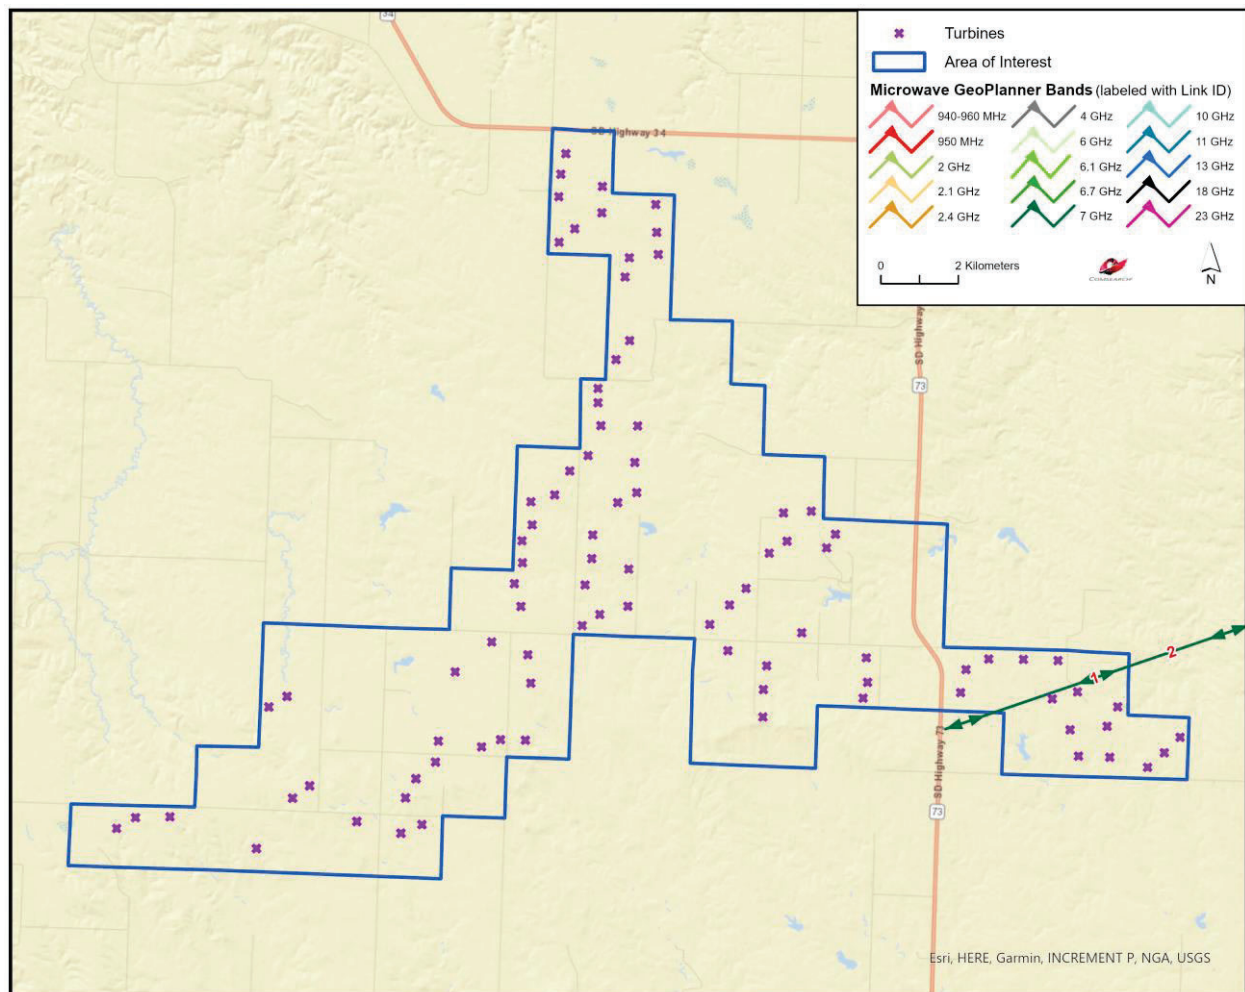 34
SD Highway 34
Turbines
Area of Interest
Microwave GeoPlanner Bands (labeled with Link ID)
940-960 MHz
4 GHz
10 GHz
950 MHz
6 GHz
11 GHz
2 GHz
6.1 GHz
13 GHz
2.1 GHz
6.7 GHz
18 GHz
2.4 GHz
7 GHz
23 GHz
0
2 Kilometers
COMSEARCH
N
SD Highway
73
1
2
SD Highway 73
73
Esri, HERE, Garmin, INCREMENT P, NGA, USGS